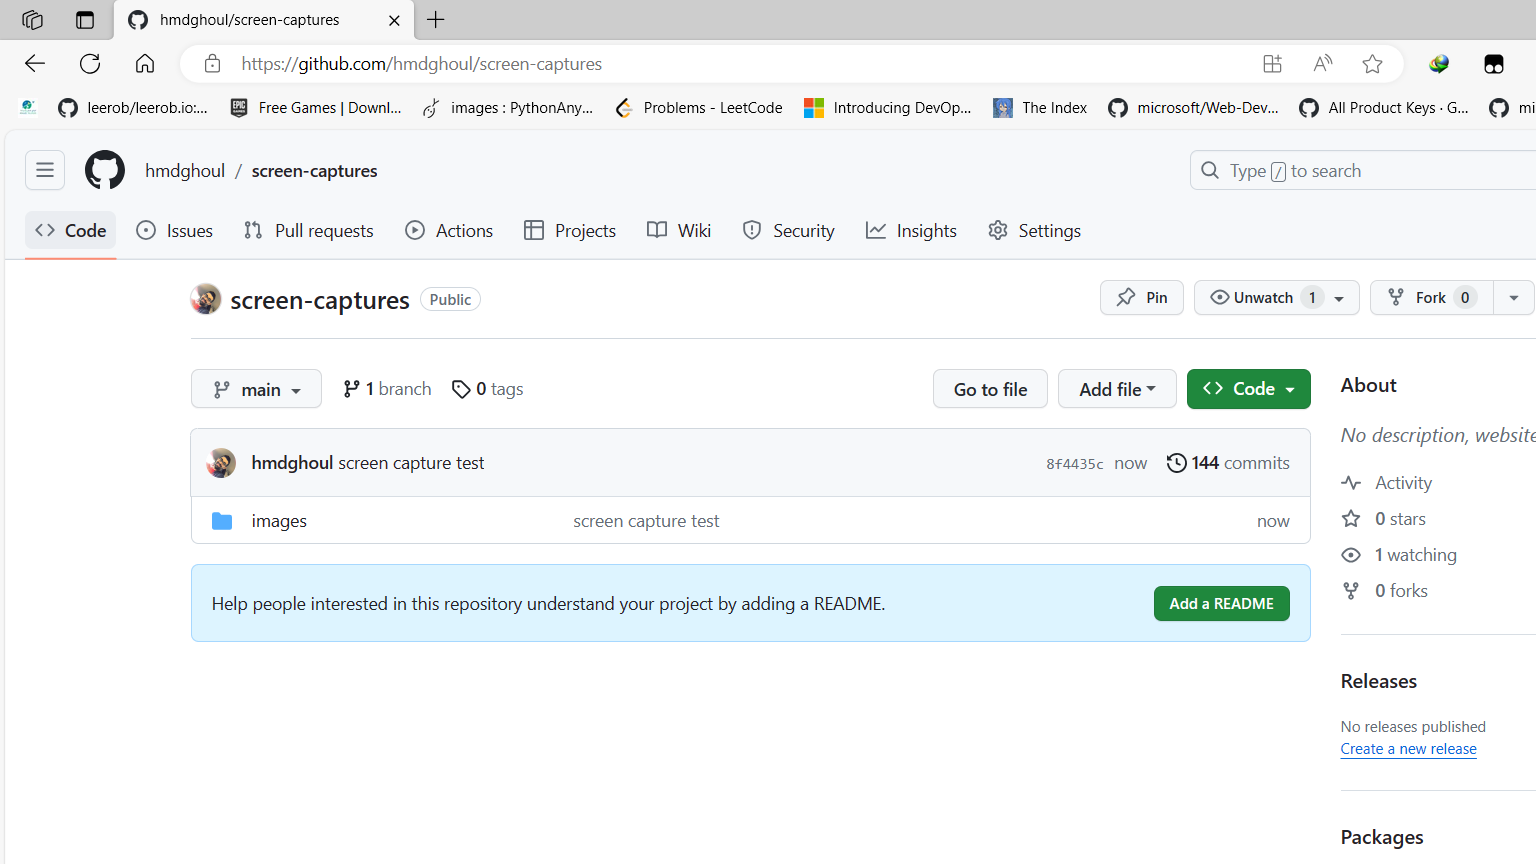 hmdghoul/screen-captures
https://github.com/hmdghoul/screen-captures
leerob/leerob.io:... Free Games | Downl... images : PythonAny... Problems - LeetCode Introducing DevOp... The Index microsoft/Web-Dev... All Product Keys · G... mi
hmdghoul / screen-captures Type / to search
Code Issues Pull requests Actions Projects Wiki Security Insights Settings
screen-captures Public Pin Unwatch 1 Fork 0
main 1 branch 0 tags Go to file Add file Code
About
No description, website
hmdghoul screen capture test 8f4435c now 144 commits
Activity
images screen capture test now
0 stars
1 watching
0 forks
Help people interested in this repository understand your project by adding a README. Add a README
Releases
No releases published
Create a new release
Packages